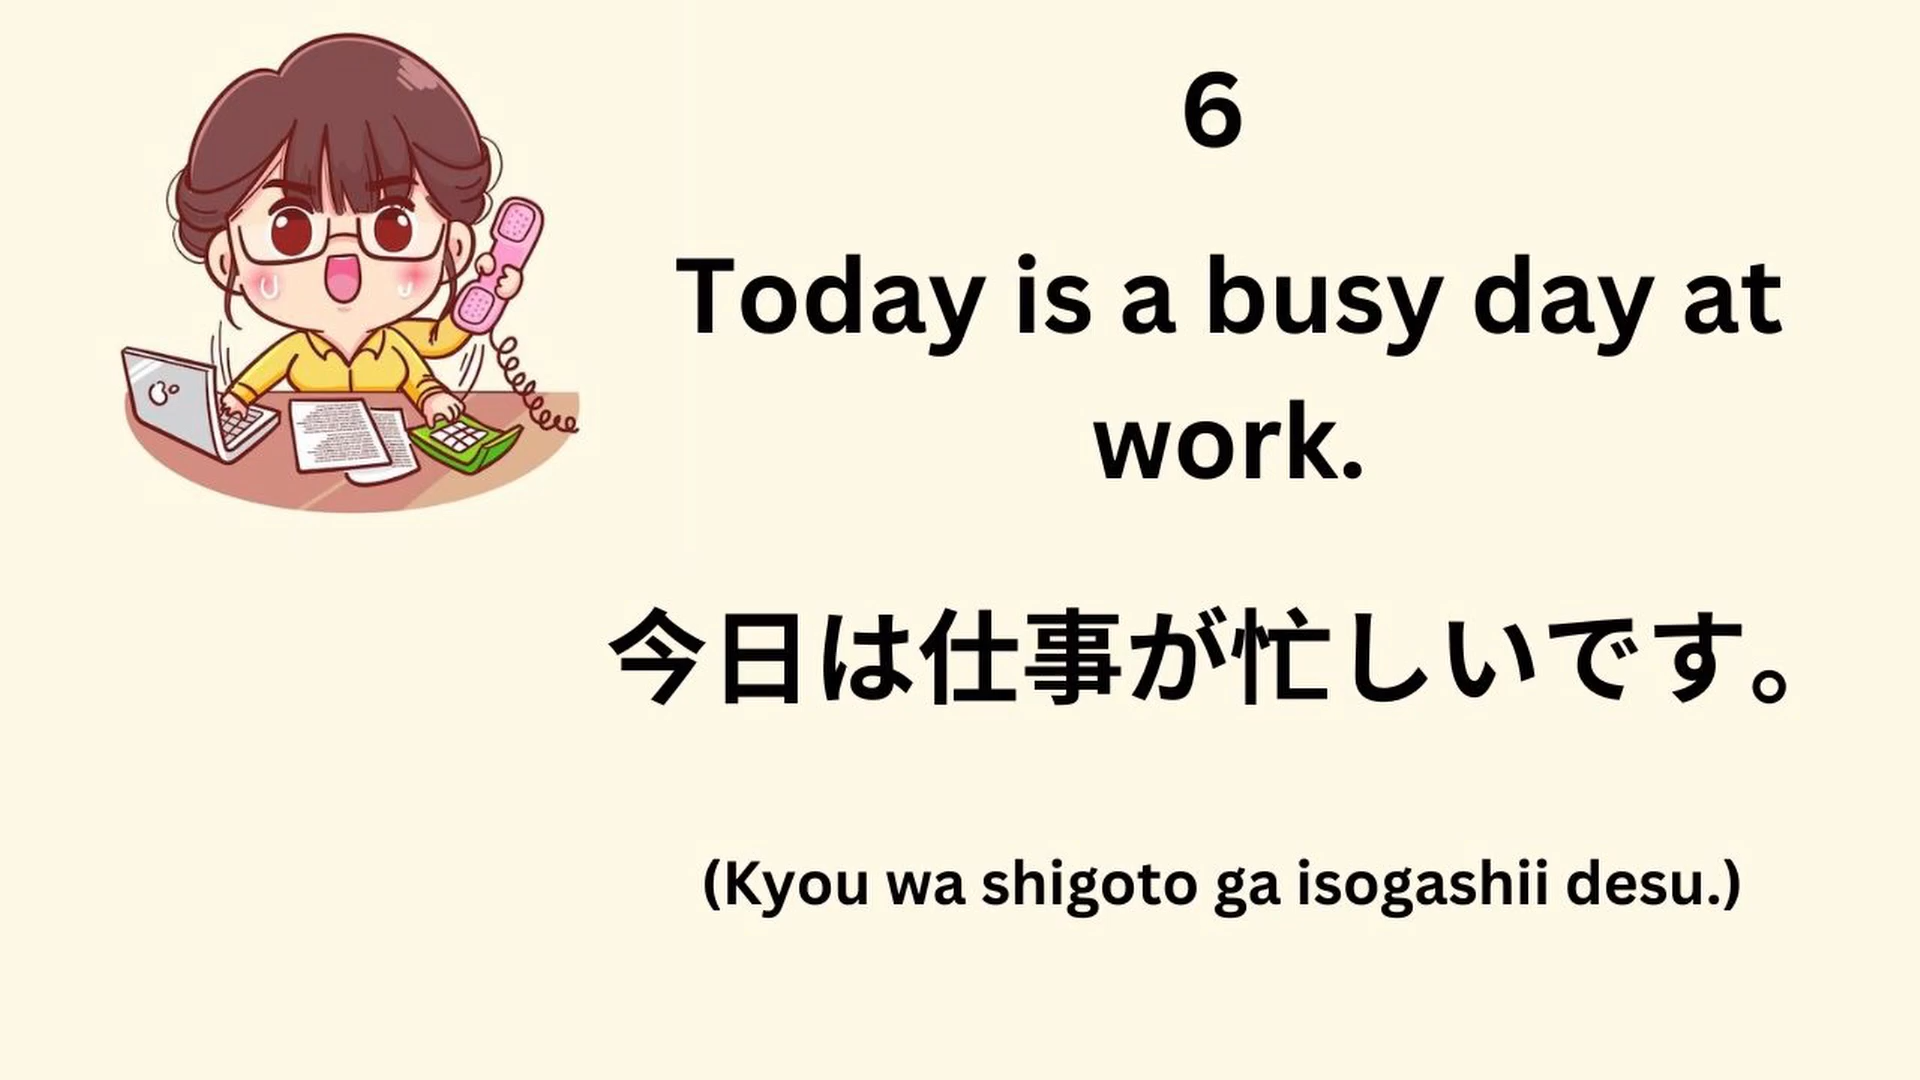 6
Today is a busy day at
work.
今日は仕事が忙しいです。
(Kyou wa shigoto ga isogashii desu.)